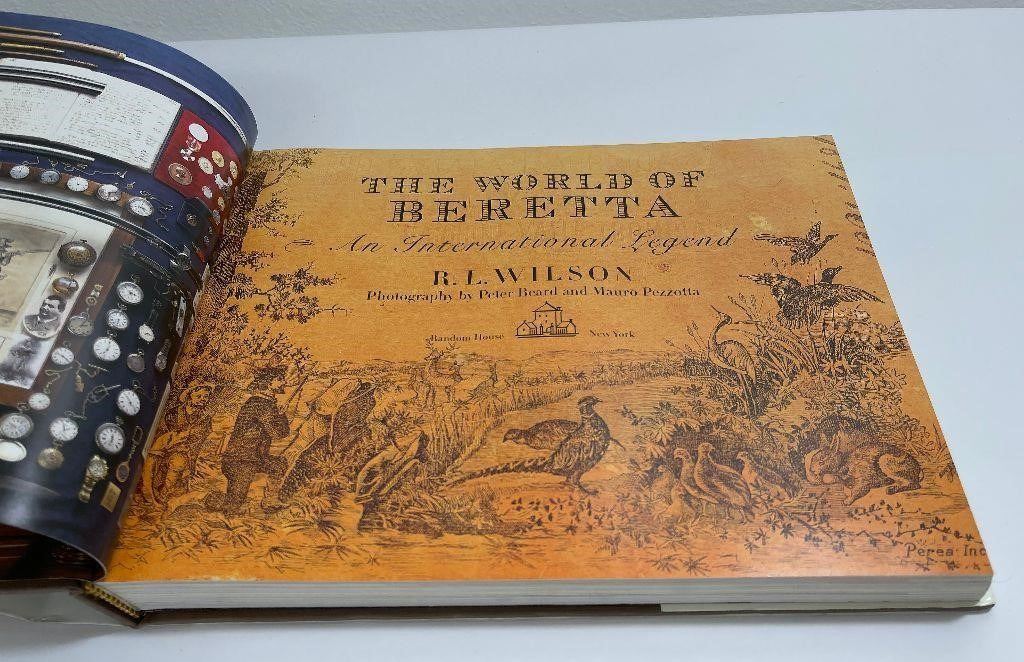 THE WORLD OF
BERETTA
An International Legend
R. L. WILSON
Photography by Peter Beard and Mauro Pezzotta
Random House New York
Perea Inc